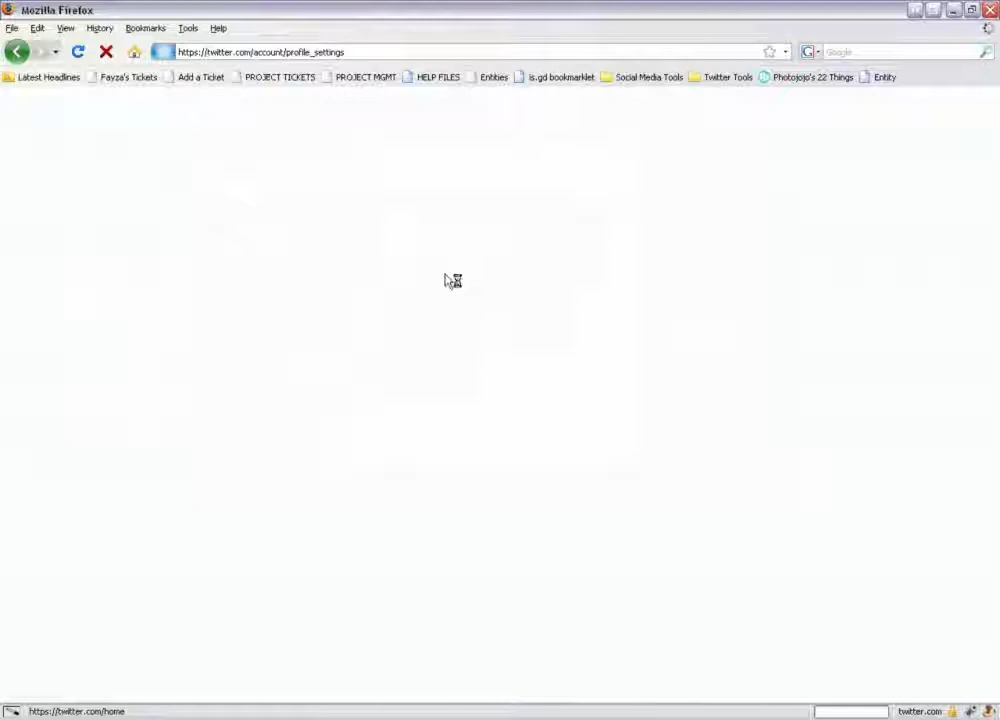 Mozilla Firefox
File Edit View History Bookmarks Tools Help
https://twitter.com/account/profile_settings Google
Latest Headlines Fayza's Tickets Add a Ticket PROJECT TICKETS PROJECT MGMT HELP FILES Entities is.gd bookmarklet Social Media Tools Twitter Tools Photojojo's 22 Things Entity
https://twitter.com/home twitter.com